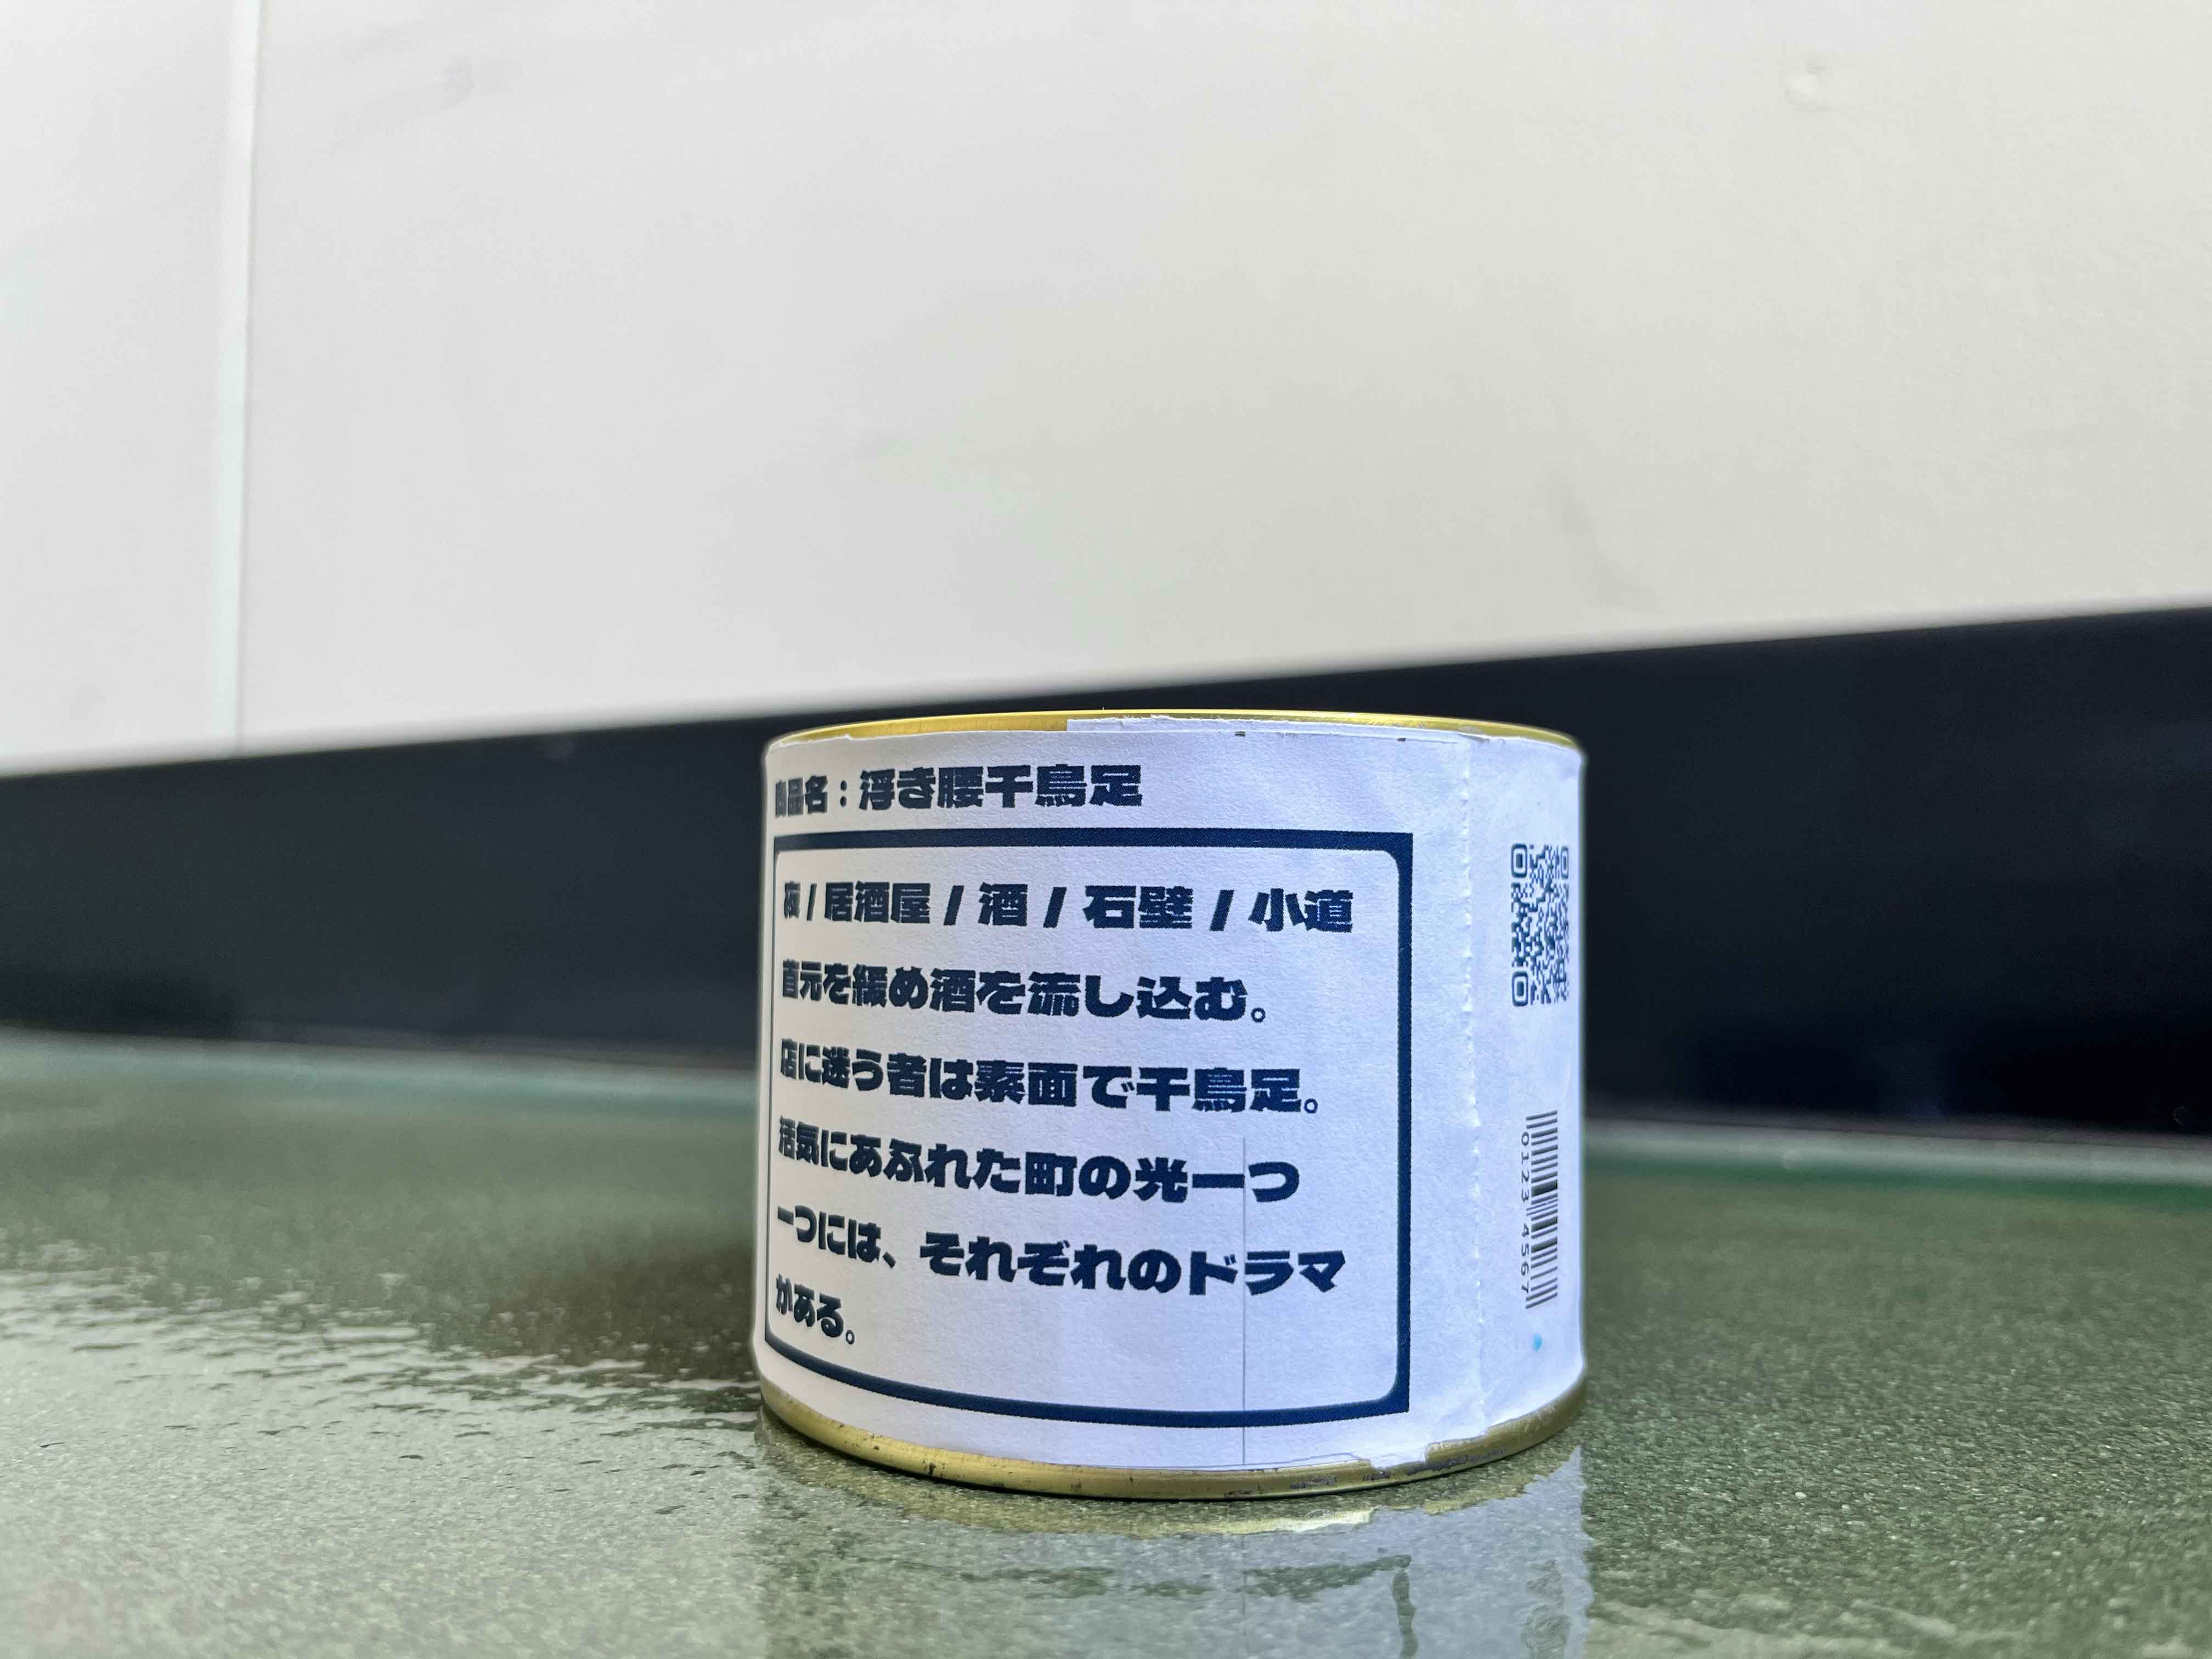 商品名：浮き腰千鳥足
夜 / 居酒屋 / 酒 / 石壁 / 小道
首元を緩め酒を流し込む。
店に迷う者は素面で千鳥足。
活気にあふれた町の光一つ
一つには、それぞれのドラマ
がある。
0123 4567